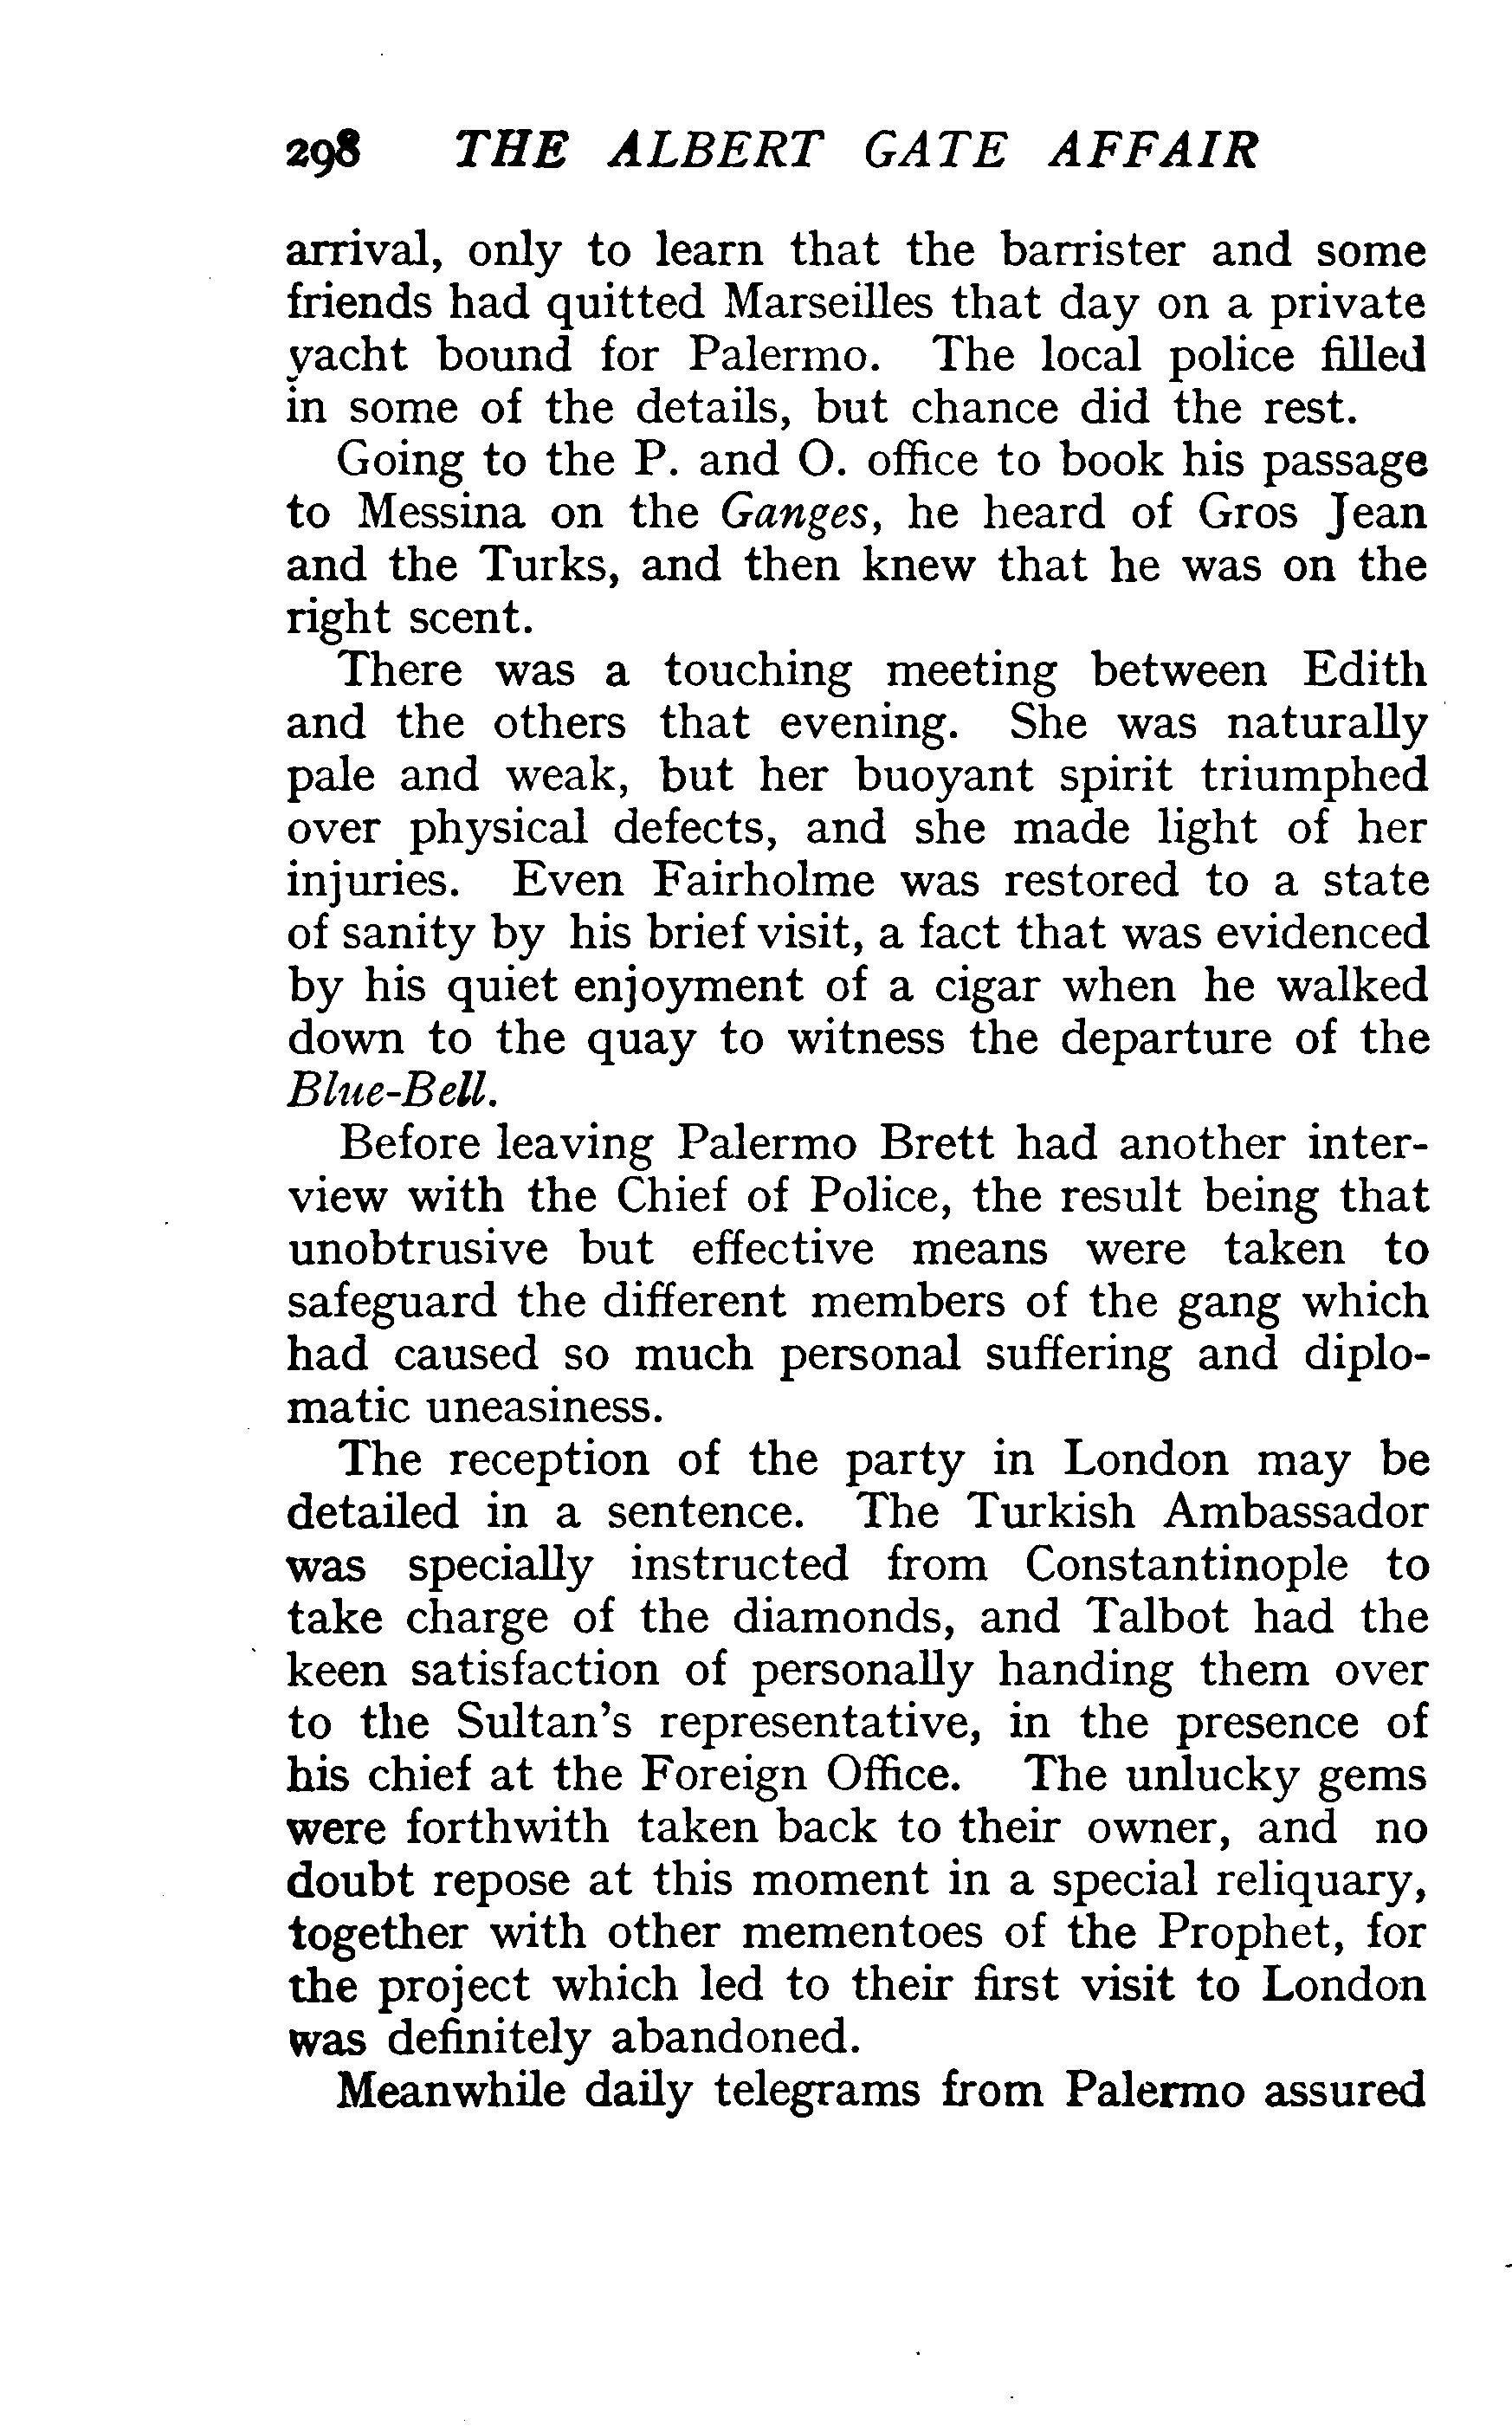 298 THE ALBERT GATE AFFAIR
arrival, only to learn that the barrister and some
friends had quitted Marseilles that day on a private
yacht bound for Palermo. The local police filled
in some of the details, but chance did the rest.
Going to the P. and O. office to book his passage
to Messina on the Ganges, he heard of Gros Jean
and the Turks, and then knew that he was on the
right scent.
There was a touching meeting between Edith
and the others that evening. She was naturally
pale and weak, but her buoyant spirit triumphed
over physical defects, and she made light of her
injuries. Even Fairholme was restored to a state
of sanity by his brief visit, a fact that was evidenced
by his quiet enjoyment of a cigar when he walked
down to the quay to witness the departure of the
Blue-Bell.
Before leaving Palermo Brett had another inter-
view with the Chief of Police, the result being that
unobtrusive but effective means were taken to
safeguard the different members of the gang which
had caused so much personal suffering and diplo-
matic uneasiness.
The reception of the party in London may be
detailed in a sentence. The Turkish Ambassador
was specially instructed from Constantinople to
take charge of the diamonds, and Talbot had the
keen satisfaction of personally handing them over
to the Sultan's representative, in the presence of
his chief at the Foreign Office. The unlucky gems
were forthwith taken back to their owner, and no
doubt repose at this moment in a special reliquary,
together with other mementoes of the Prophet, for
the project which led to their first visit to London
was definitely abandoned.
Meanwhile daily telegrams from Palermo assured